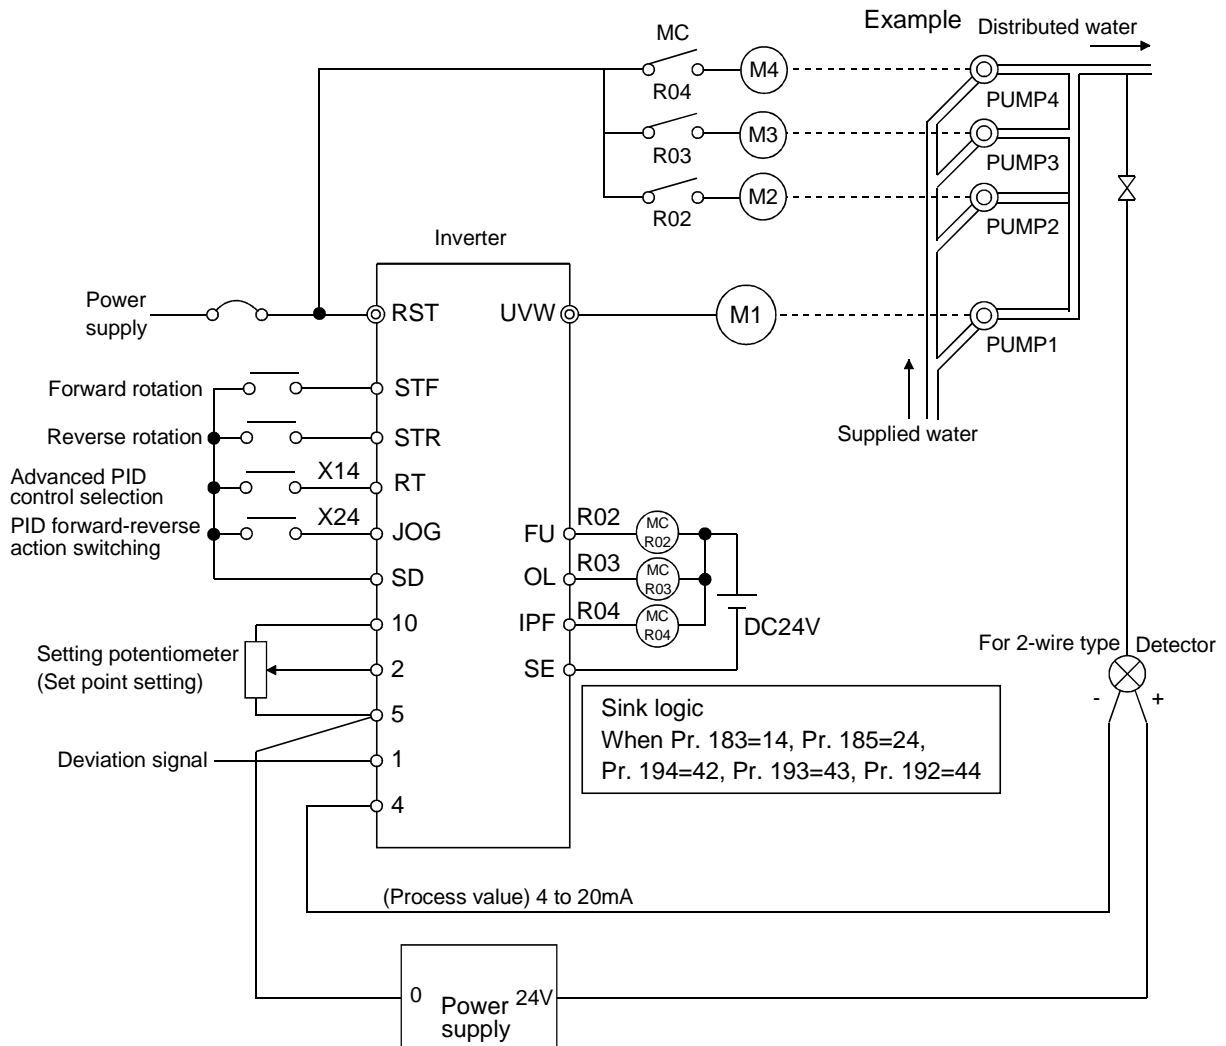 Example
Distributed water
MC
M4
R04
PUMP4
M3
R03
PUMP3
M2
R02
PUMP2
Inverter
Power
supply
RST
UVW
M1
PUMP1
Forward rotation
STF
Reverse rotation
STR
Supplied water
Advanced PID
control selection
X14
RT
PID forward-reverse
action switching
X24
JOG
FU
R02
MC
R02
SD
OL
R03
MC
R03
10
IPF
R04
MC
R04
DC24V
Setting potentiometer
(Set point setting)
2
SE
For 2-wire type
Detector
-
+
5
Sink logic
When Pr. 183=14, Pr. 185=24,
Pr. 194=42, Pr. 193=43, Pr. 192=44
Deviation signal
1
4
(Process value) 4 to 20mA
0
Power
supply
24V